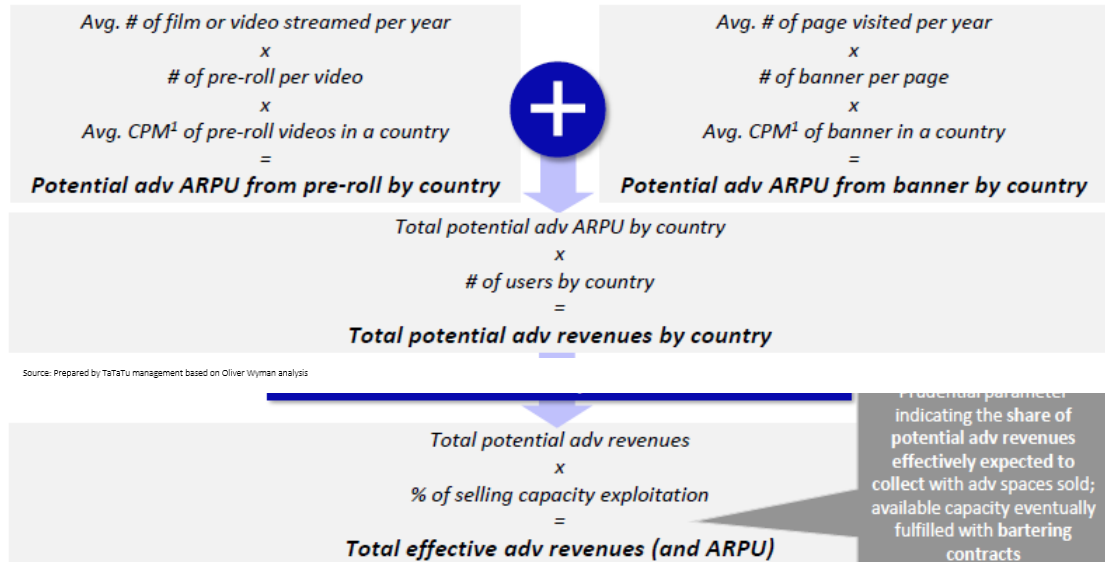 Avg. # of film or video streamed per year
x
# of pre-roll per video
x
Avg. CPM¹ of pre-roll videos in a country
=
Potential adv ARPU from pre-roll by country
+
Avg. # of page visited per year
x
# of banner per page
x
Avg. CPM¹ of banner in a country
=
Potential adv ARPU from banner by country
Total potential adv ARPU by country
x
# of users by country
=
Total potential adv revenues by country
Source: Prepared by TaTaTu management based on Oliver Wyman analysis
Total potential adv revenues
x
% of selling capacity exploitation
=
Total effective adv revenues (and ARPU)
Prudential parameter
indicating the share of
potential adv revenues
effectively expected to
collect with adv spaces sold;
available capacity eventually
fulfilled with bartering
contracts